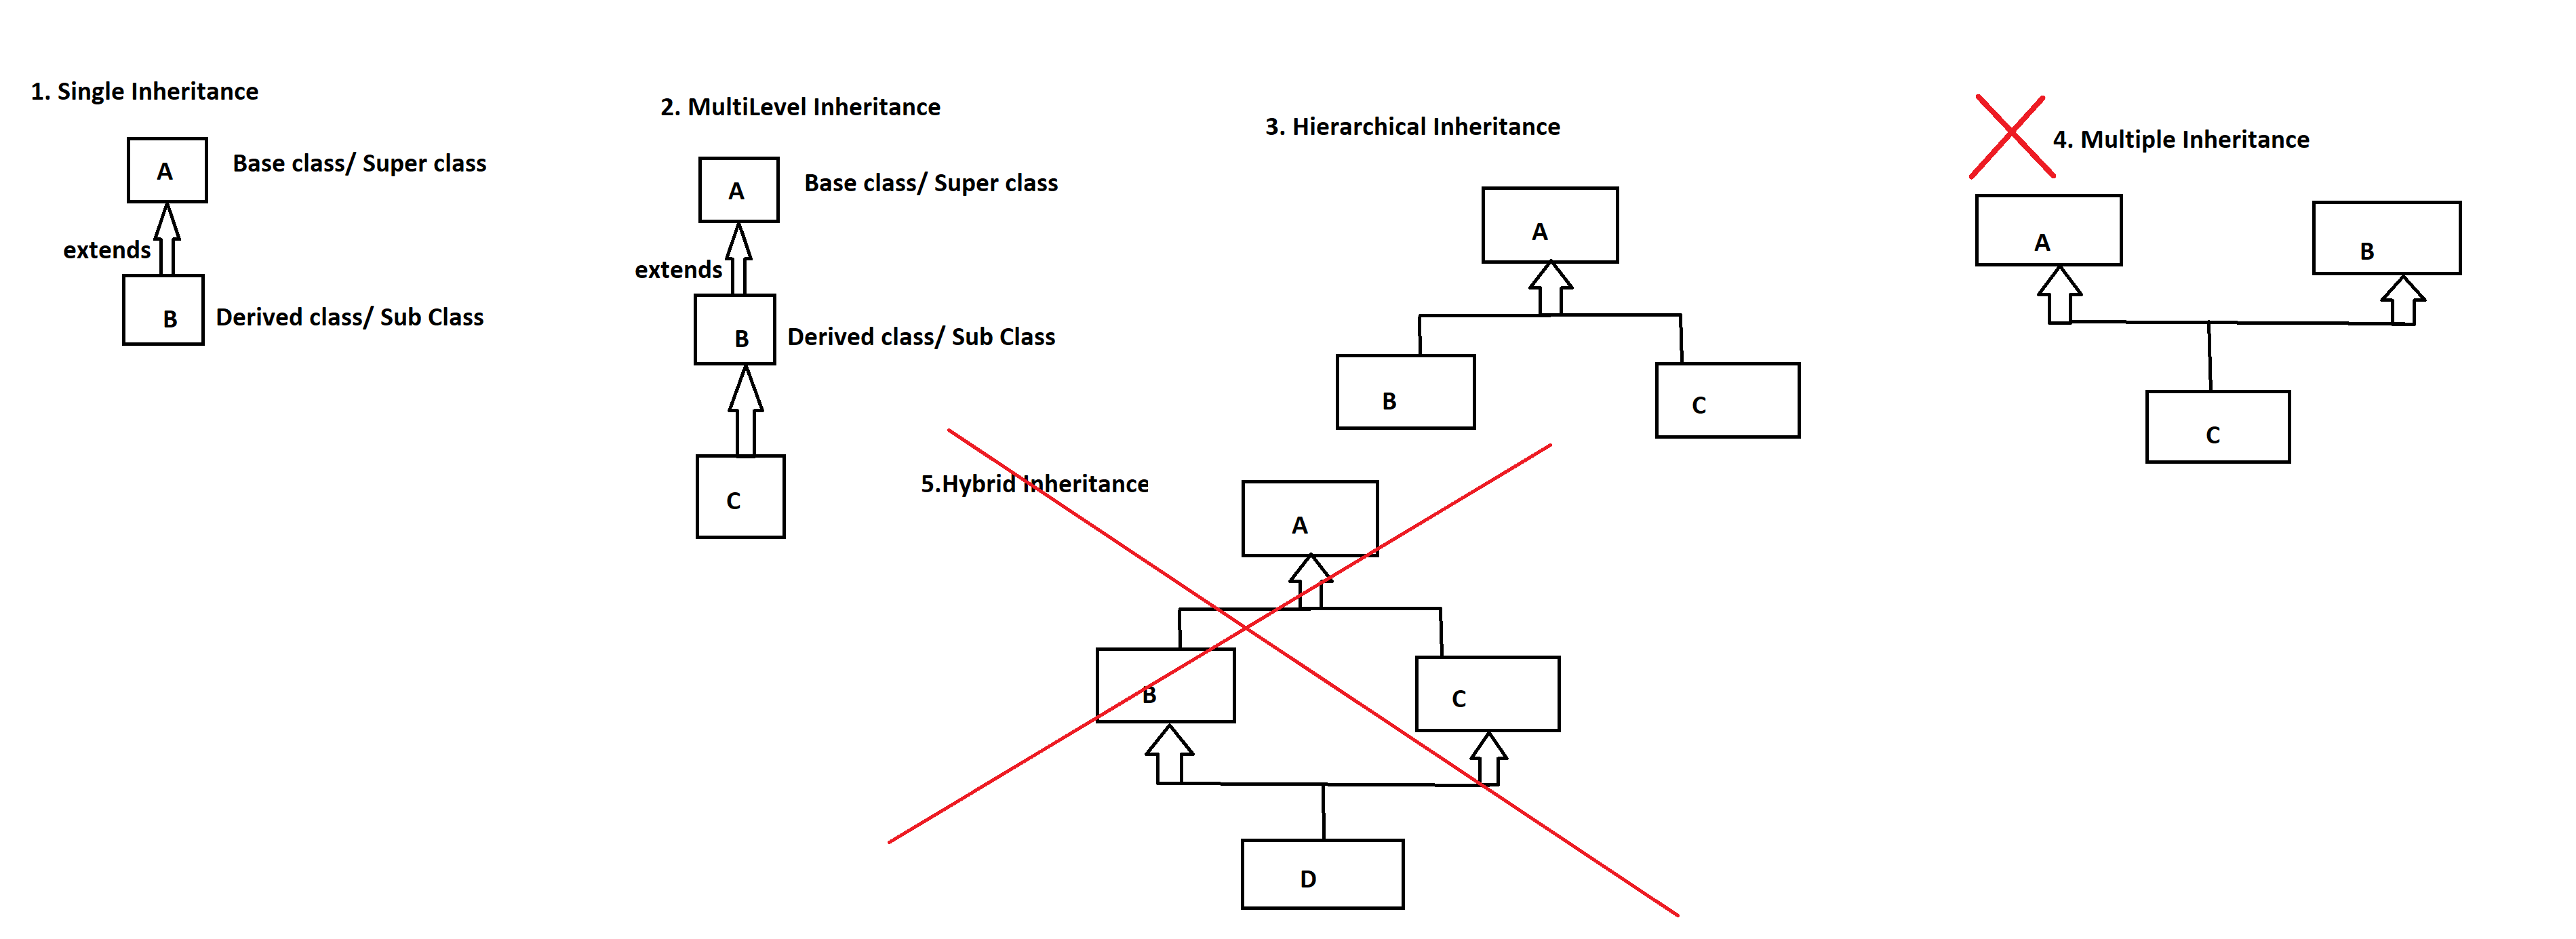 1. Single Inheritance
A
Base class/ Super class
extends
B
Derived class/ Sub Class
2. MultiLevel Inheritance
A
Base class/ Super class
extends
B
Derived class/ Sub Class
C
3. Hierarchical Inheritance
A
B
C
4. Multiple Inheritance
A
B
C
5.Hybrid Inheritance
A
B
C
D